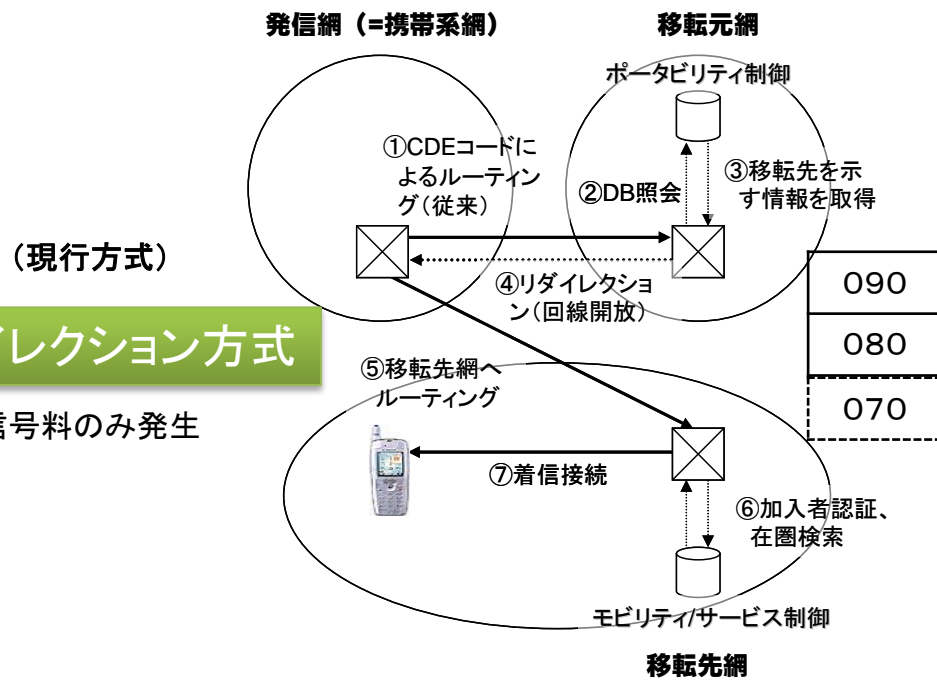 発信網（=携帯系網）
移転元網
ポータビリティ制御
①CDEコードに
よるルーティン
グ（従来）
②DB照会
③移転先を示
す情報を取得
（現行方式）
④リダイレクショ
ン（回線開放）
090
080
070
イレクション方式
信号料のみ発生
⑤移転先網へ
ルーティング
⑦着信接続
⑥加入者認証、
在圏検索
モビリティ/サービス制御
移転先網